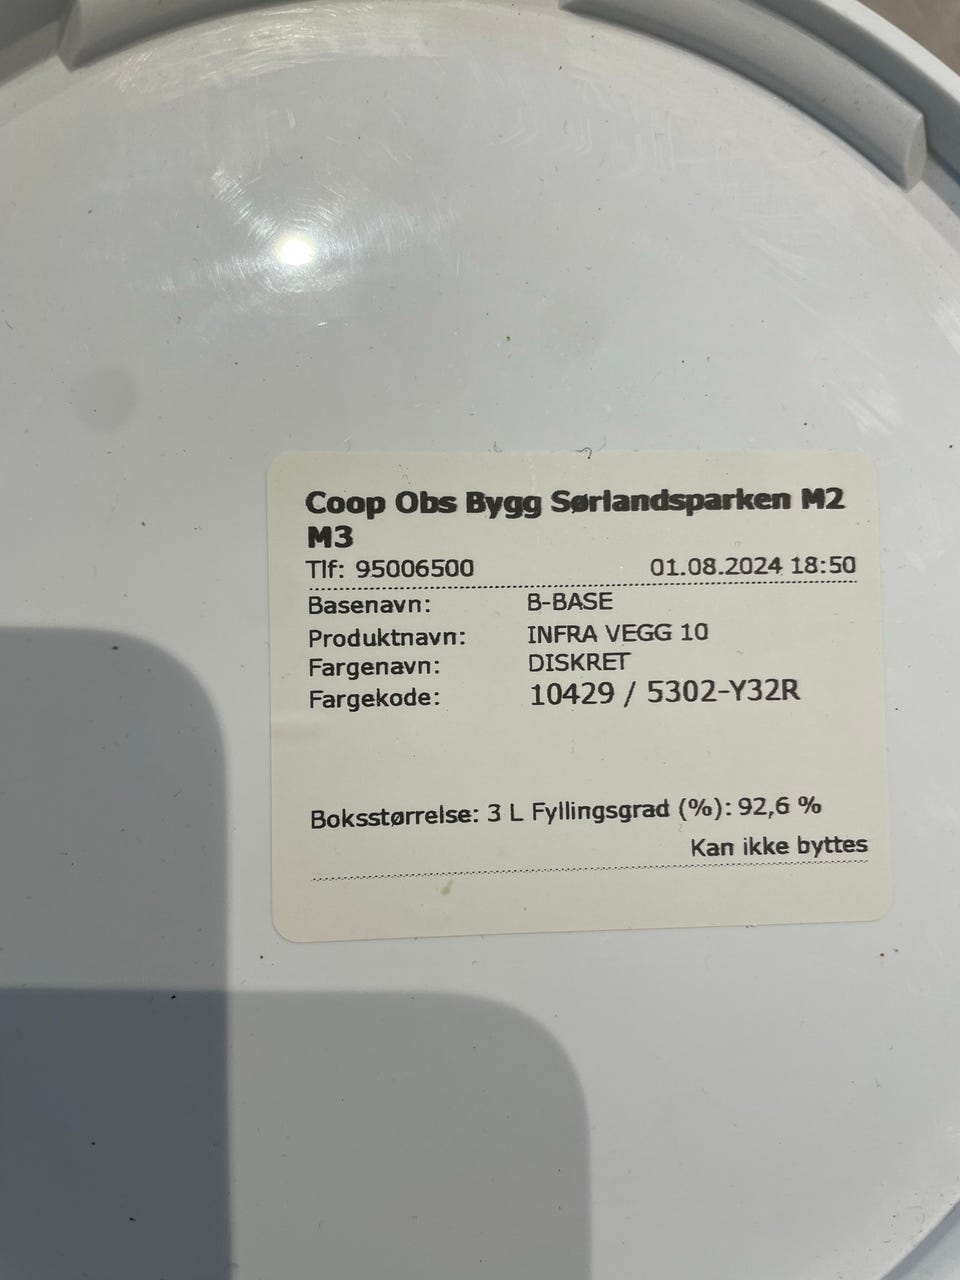 Coop Obs Bygg Sørlandsparken M2
M3
Tlf: 95006500 01.08.2024 18:50
Basenavn: B-BASE
Produktnavn: INFRA VEGG 10
Fargenavn: DISKRET
Fargekode: 10429 / 5302-Y32R
Boksstørrelse: 3 L Fyllingsgrad (%): 92,6 %
Kan ikke byttes